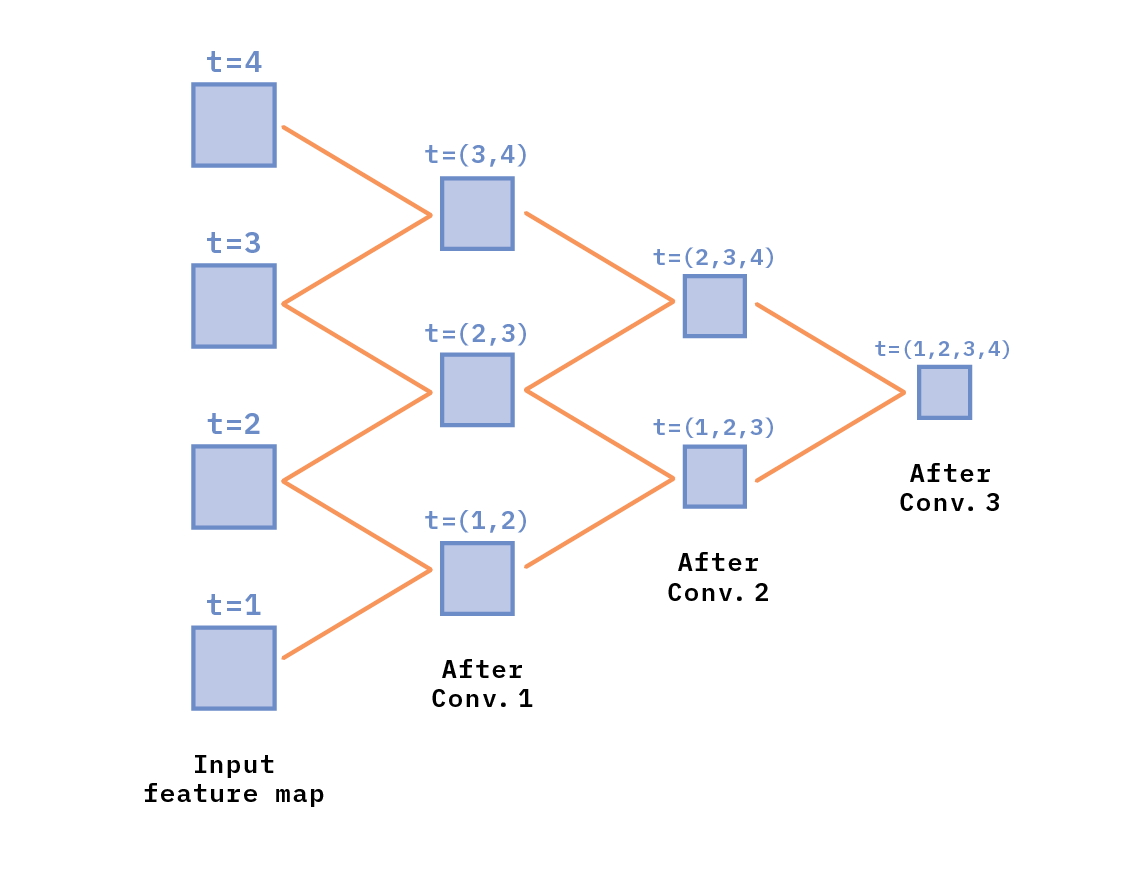 t=4
t=3
t=2
t=1
Input
feature map
t=(3,4)
t=(2,3)
t=(1,2)
After
Conv. 1
t=(2,3,4)
t=(1,2,3)
After
Conv. 2
t=(1,2,3,4)
After
Conv. 3